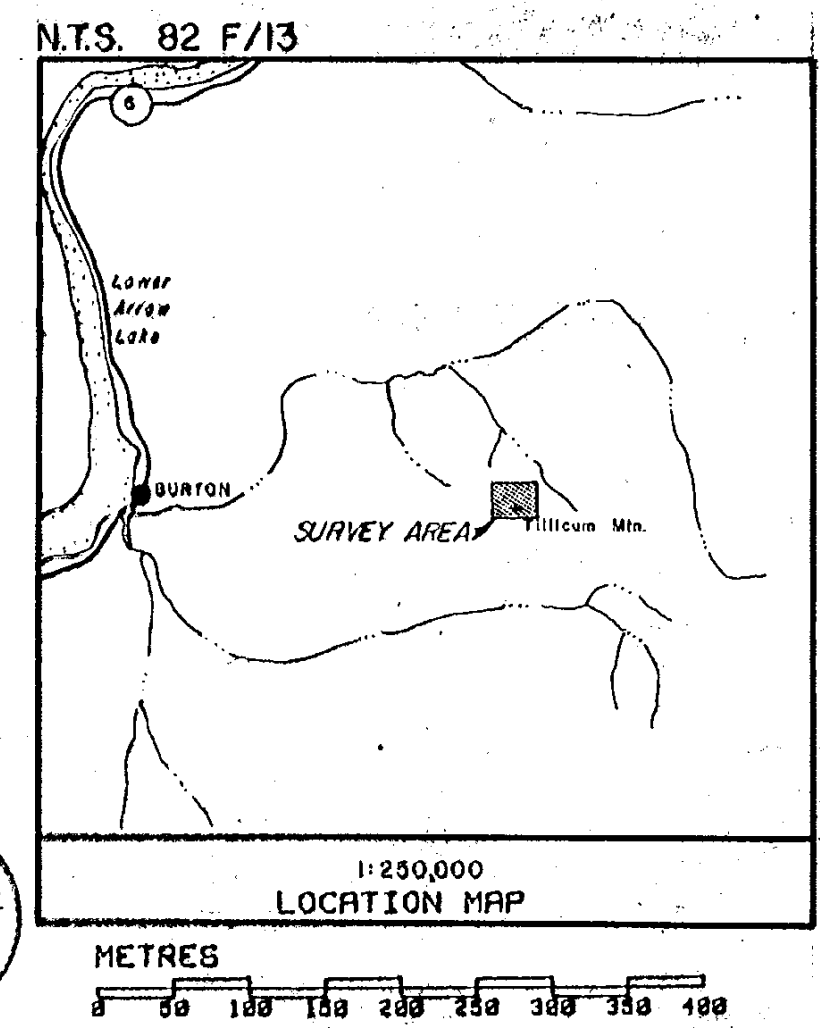 N.T.S. 82 F/13
6
Lower
Arrow
Lake
BURTON
SURVEY AREA
Tillicum Mtn.
1:250,000
LOCATION MAP
METRES
0 50 100 150 200 250 300 350 400